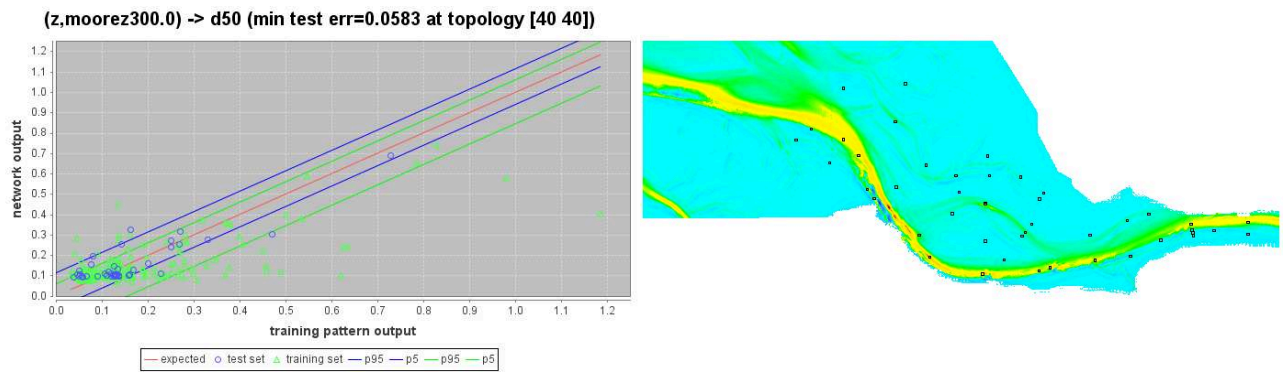 (z,moorez300.0) -> d50 (min test err=0.0583 at topology [40 40])
1.2
1.1
1.0
0.9
0.8
0.7
0.6
0.5
0.4
0.3
0.2
0.1
0.0
network output
0.0 0.1 0.2 0.3 0.4 0.5 0.6 0.7 0.8 0.9 1.0 1.1 1.2
training pattern output
expected test set training set p95 p5 p95 p5